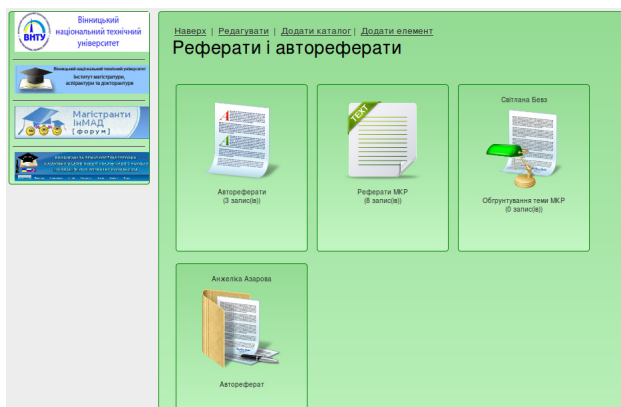 Вінницький
національний технічний
університет
ВНТУ
Вінницький національний технічний університет
Інститут магістратури,
аспірантури та докторантури
Магістранти
ІнМАД
[форум]
Наверх | Редагувати | Додати каталог | Додати елемент
Реферати і автореферати
Автореферати
(3 запис(ів))
TEXT
Реферати МКР
(8 запис(ів))
Світлана Бевз
Обгрунтування теми МКР
(0 запис(ів))
Анжеліка Азарова
Автореферат